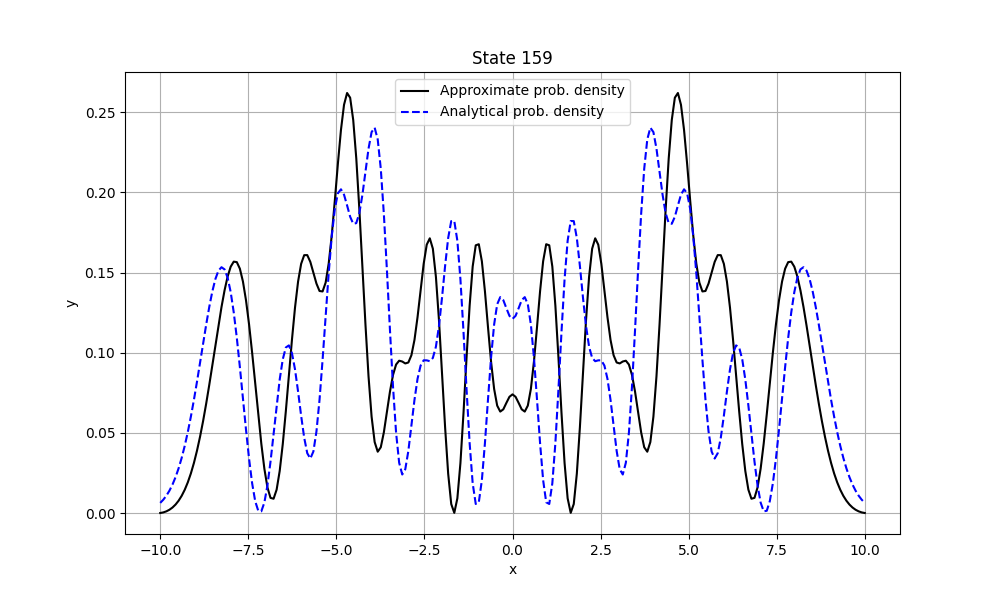 State 159
Approximate prob. density
Analytical prob. density
y
0.25
0.20
0.15
0.10
0.05
0.00
−10.0 −7.5 −5.0 −2.5 0.0 2.5 5.0 7.5 10.0
x